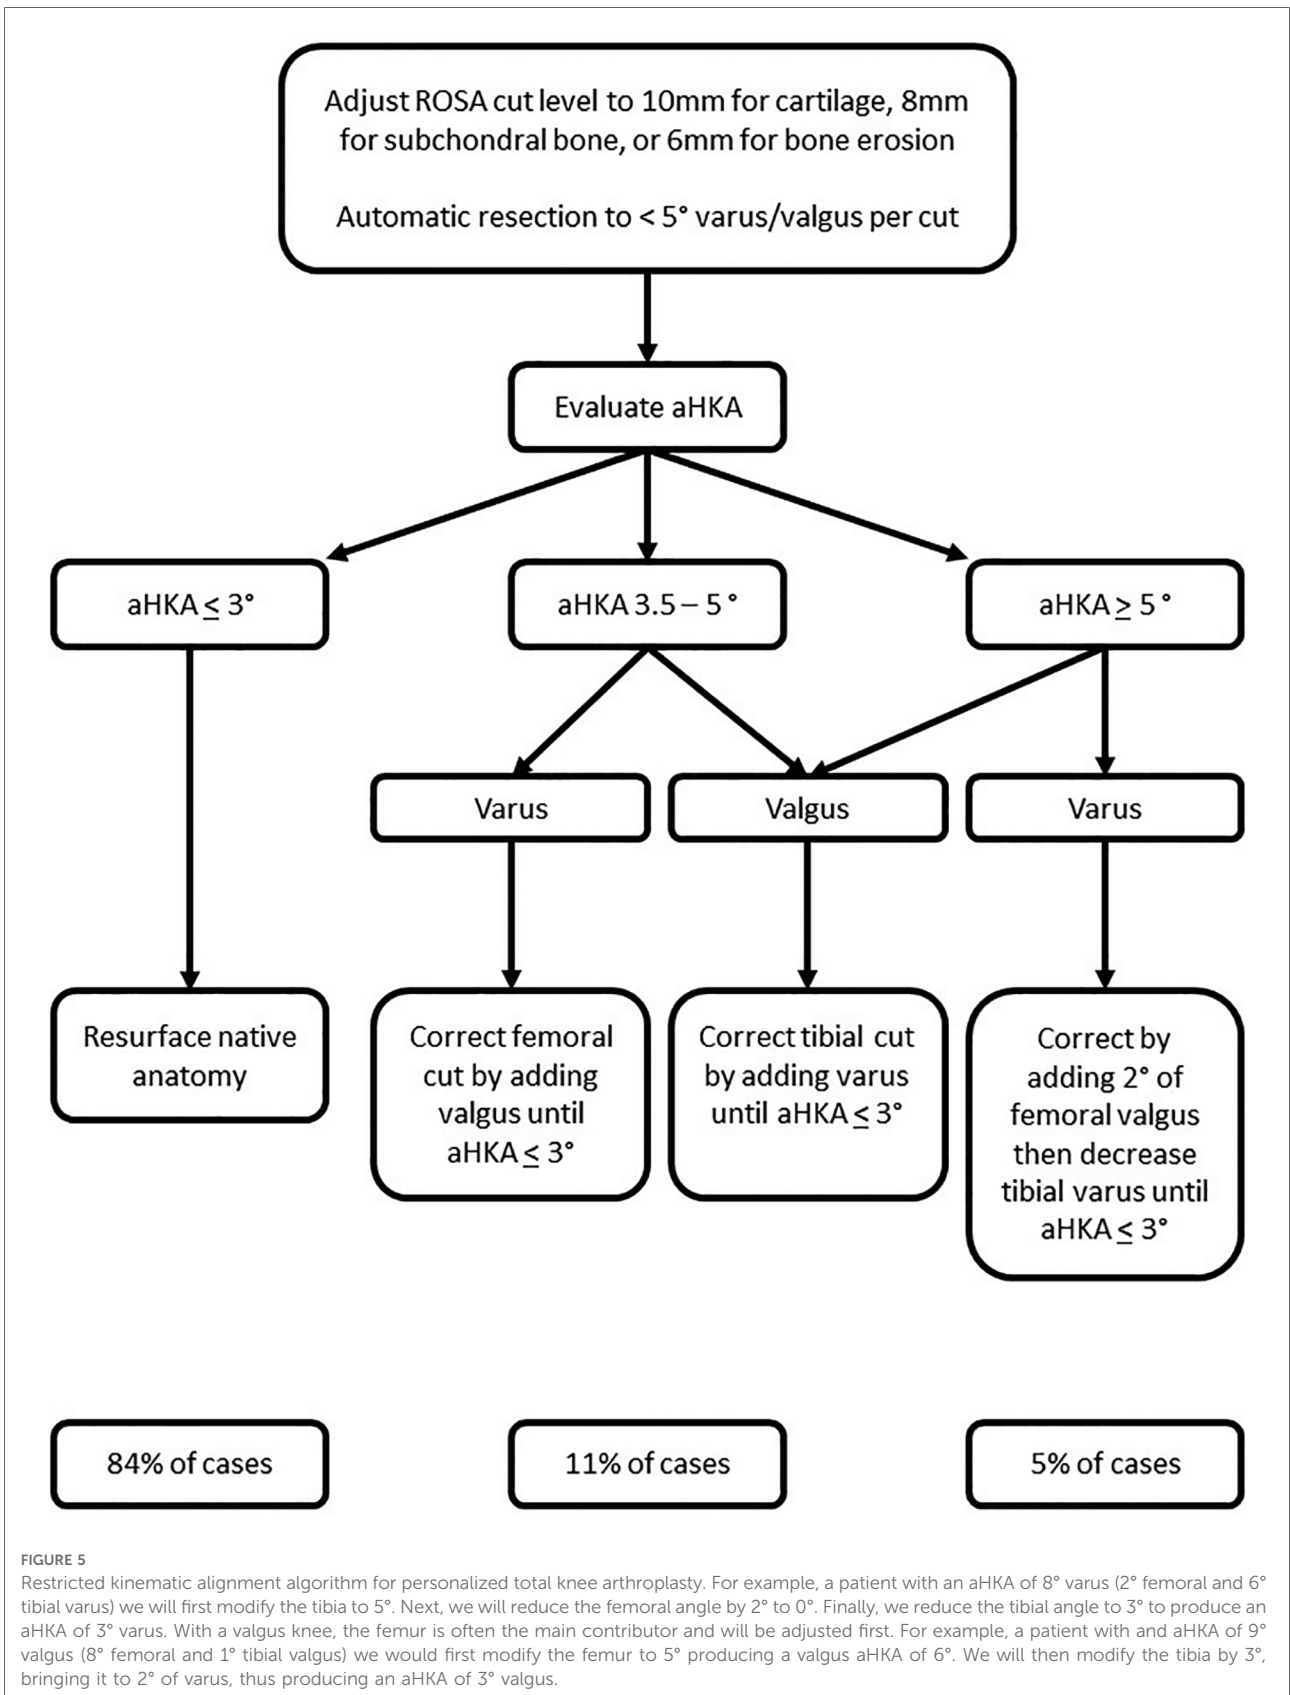 Adjust ROSA cut level to 10mm for cartilage, 8mm
for subchondral bone, or 6mm for bone erosion
Automatic resection to < 5° varus/valgus per cut
Evaluate aHKA
aHKA ≤ 3°
aHKA 3.5 – 5 °
aHKA ≥ 5 °
Varus
Valgus
Varus
Resurface native
anatomy
Correct femoral
cut by adding
valgus until
aHKA ≤ 3°
Correct tibial cut
by adding varus
until aHKA ≤ 3°
Correct by
adding 2° of
femoral valgus
then decrease
tibial varus until
aHKA ≤ 3°
84% of cases
11% of cases
5% of cases
FIGURE 5
Restricted kinematic alignment algorithm for personalized total knee arthroplasty. For example, a patient with an aHKA of 8° varus (2° femoral and 6°
tibial varus) we will first modify the tibia to 5°. Next, we will reduce the femoral angle by 2° to 0°. Finally, we reduce the tibial angle to 3° to produce an
aHKA of 3° varus. With a valgus knee, the femur is often the main contributor and will be adjusted first. For example, a patient with and aHKA of 9°
valgus (8° femoral and 1° tibial valgus) we would first modify the femur to 5° producing a valgus aHKA of 6°. We will then modify the tibia by 3°,
bringing it to 2° of varus, thus producing an aHKA of 3° valgus.